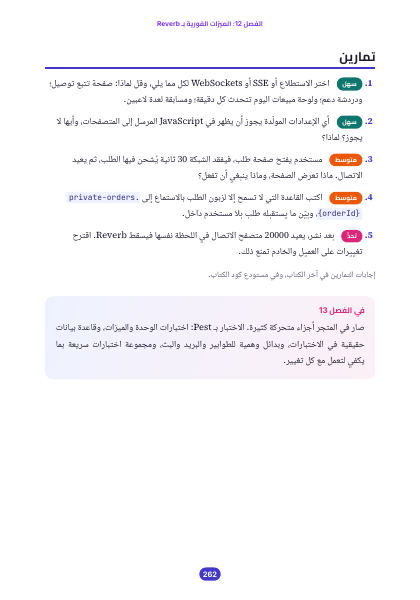 الفصل 12: الميزات الفورية بـ Reverb
تمارين
1. سهل اختر الاستطلاع أو SSE أو WebSockets لكل مما يلي، وقل لماذا: صفحة تتبع توصيل؛
ودردشة دعم؛ ولوحة مبيعات اليوم تتحدث كل دقيقة؛ ومسابقة لعدة لاعبين.
2. سهل أي الإعدادات المولّدة يجوز أن يظهر في JavaScript المرسل إلى المتصفحات، وأيها لا
يجوز؟ لماذا؟
3. متوسط مستخدم يفتح صفحة طلب، فيفقد الشبكة 30 ثانية يُشحن فيها الطلب، ثم يعيد
الاتصال. ماذا تعرض الصفحة، وماذا ينبغي أن تفعل؟
4. متوسط اكتب القاعدة التي لا تسمح إلا لزبون الطلب بالاستماع إلى private-orders.
{orderId}، وبيّن ما يستقبله طلب بلا مستخدم داخل.
5. تحدٍّ بعد نشر، يعيد 20000 متصفح الاتصال في اللحظة نفسها فيسقط Reverb. اقترح
تغييرات على العميل والخادم تمنع ذلك.
إجابات التمارين في آخر الكتاب، وفي مستودع كود الكتاب.
في الفصل 13
صار في المتجر أجزاء متحركة كثيرة. الاختبار بـ Pest: اختبارات الوحدة والميزات، وقاعدة بيانات
حقيقية في الاختبارات، وبدائل وهمية للطوابير والبريد والبث، ومجموعة اختبارات سريعة بما
يكفي لتعمل مع كل تغيير.
262